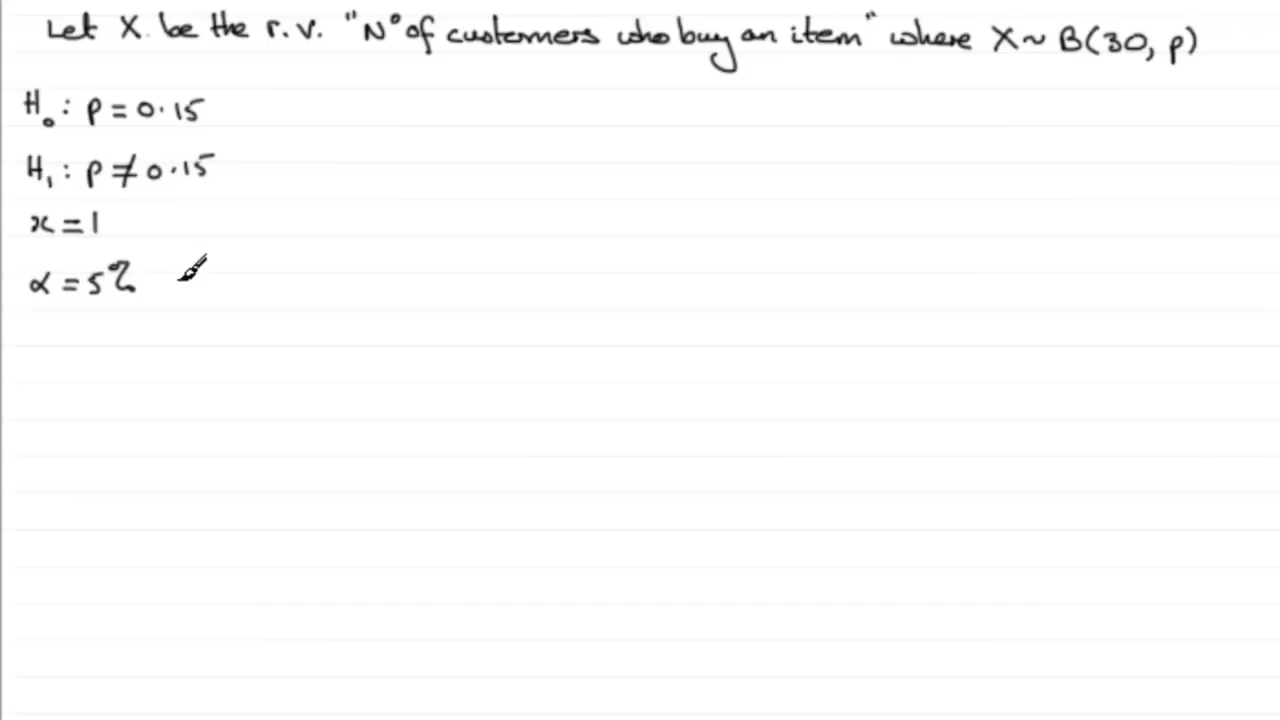 Let X be the r.v. "Nº of customers who buy an item" where X ~ B(30, p)
H₀ : p = 0.15
H₁ : p ≠ 0.15
x = 1
α = 5%